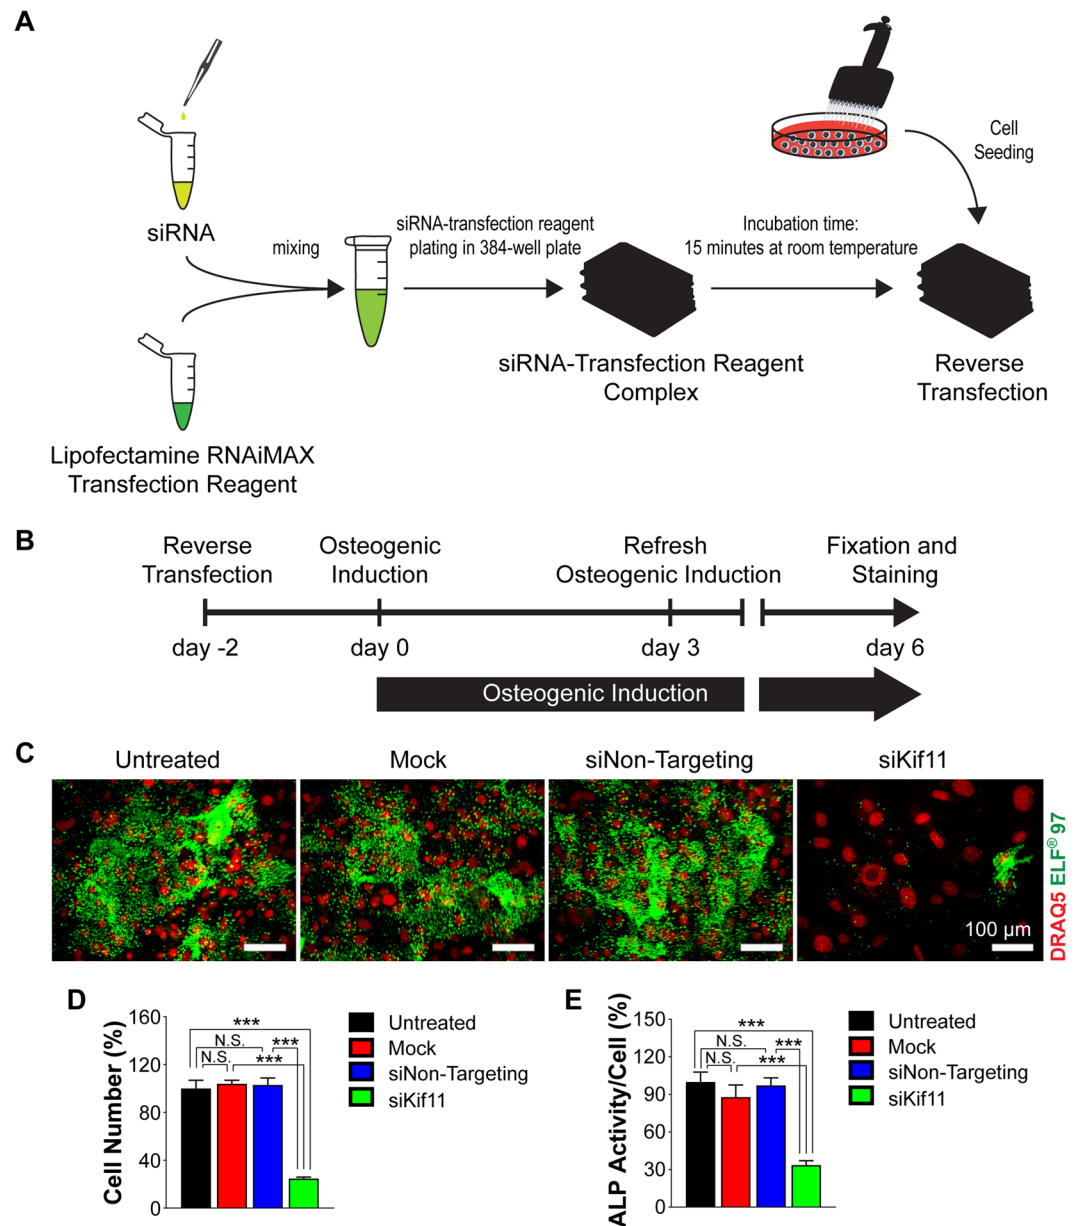 A
siRNA
mixing
siRNA-transfection reagent
plating in 384-well plate
Incubation time:
15 minutes at room temperature
Cell
Seeding
siRNA-Transfection Reagent
Complex
Reverse
Transfection
Lipofectamine RNAiMAX
Transfection Reagent
B
Reverse
Transfection
Osteogenic
Induction
Refresh
Osteogenic Induction
Fixation and
Staining
day -2
day 0
day 3
day 6
Osteogenic Induction
C
Untreated
Mock
siNon-Targeting
siKif11
100 µm
DRAQ5 ELF® 97
D
Cell Number (%)
160
120
80
40
0
***
N.S.
***
N.S.
***
Untreated
Mock
siNon-Targeting
siKif11
E
ALP Activity/Cell (%)
150
120
90
60
30
0
***
N.S.
***
N.S.
***
Untreated
Mock
siNon-Targeting
siKif11